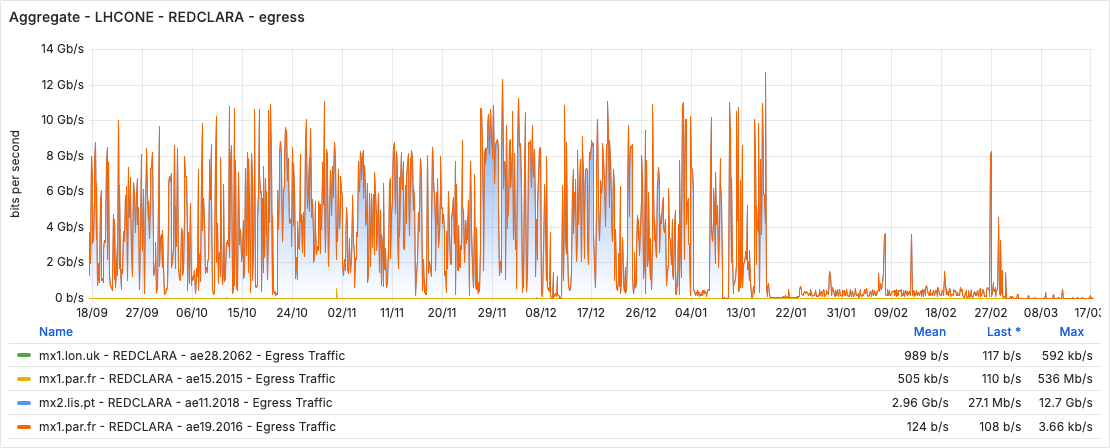 Aggregate - LHCONE - REDCLARA - egress
14 Gb/s
12 Gb/s
10 Gb/s
8 Gb/s
6 Gb/s
4 Gb/s
2 Gb/s
0 b/s
bits per second
18/09 27/09 06/10 15/10 24/10 02/11 11/11 20/11 29/11 08/12 17/12 26/12 04/01 13/01 22/01 31/01 09/02 18/02 27/02 08/03 17/03
Name Mean Last * Max
mx1.lon.uk - REDCLARA - ae28.2062 - Egress Traffic 989 b/s 117 b/s 592 kb/s
mx1.par.fr - REDCLARA - ae15.2015 - Egress Traffic 505 kb/s 110 b/s 536 Mb/s
mx2.lis.pt - REDCLARA - ae11.2018 - Egress Traffic 2.96 Gb/s 27.1 Mb/s 12.7 Gb/s
mx1.par.fr - REDCLARA - ae19.2016 - Egress Traffic 124 b/s 108 b/s 3.66 kb/s